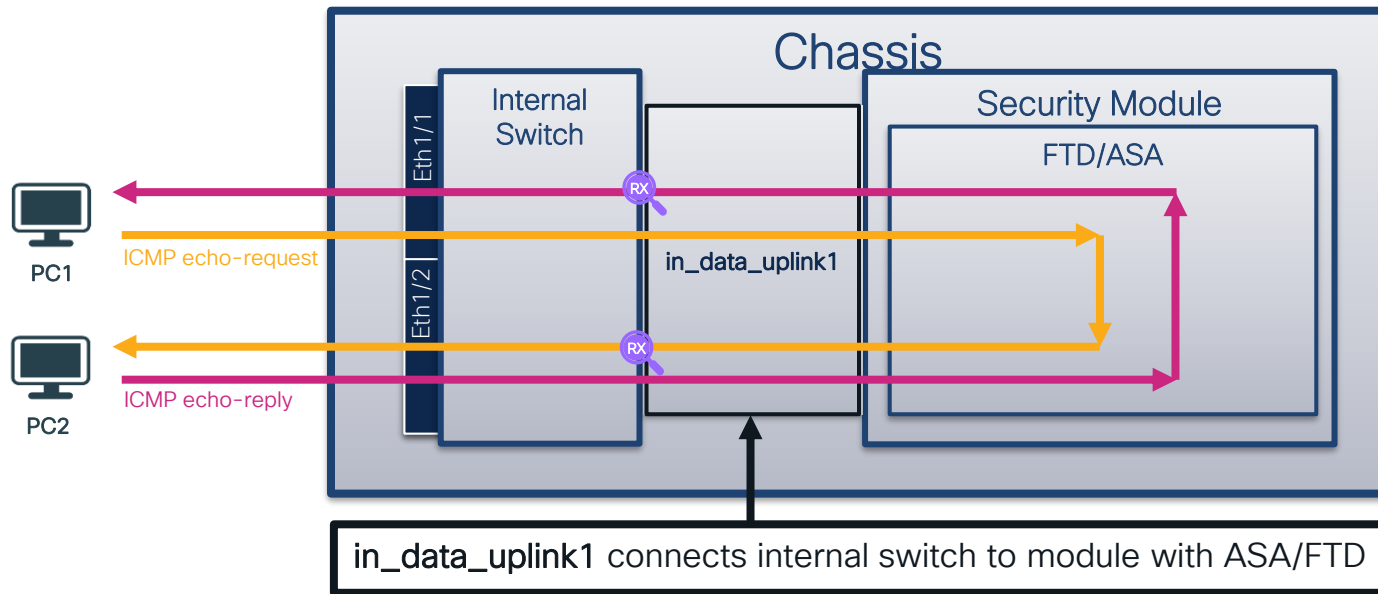 Chassis
Internal
Switch
Security Module
FTD/ASA
Eth1/1
RX
PC1
ICMP echo-request
in_data_uplink1
Eth1/2
RX
PC2
ICMP echo-reply
in_data_uplink1 connects internal switch to module with ASA/FTD